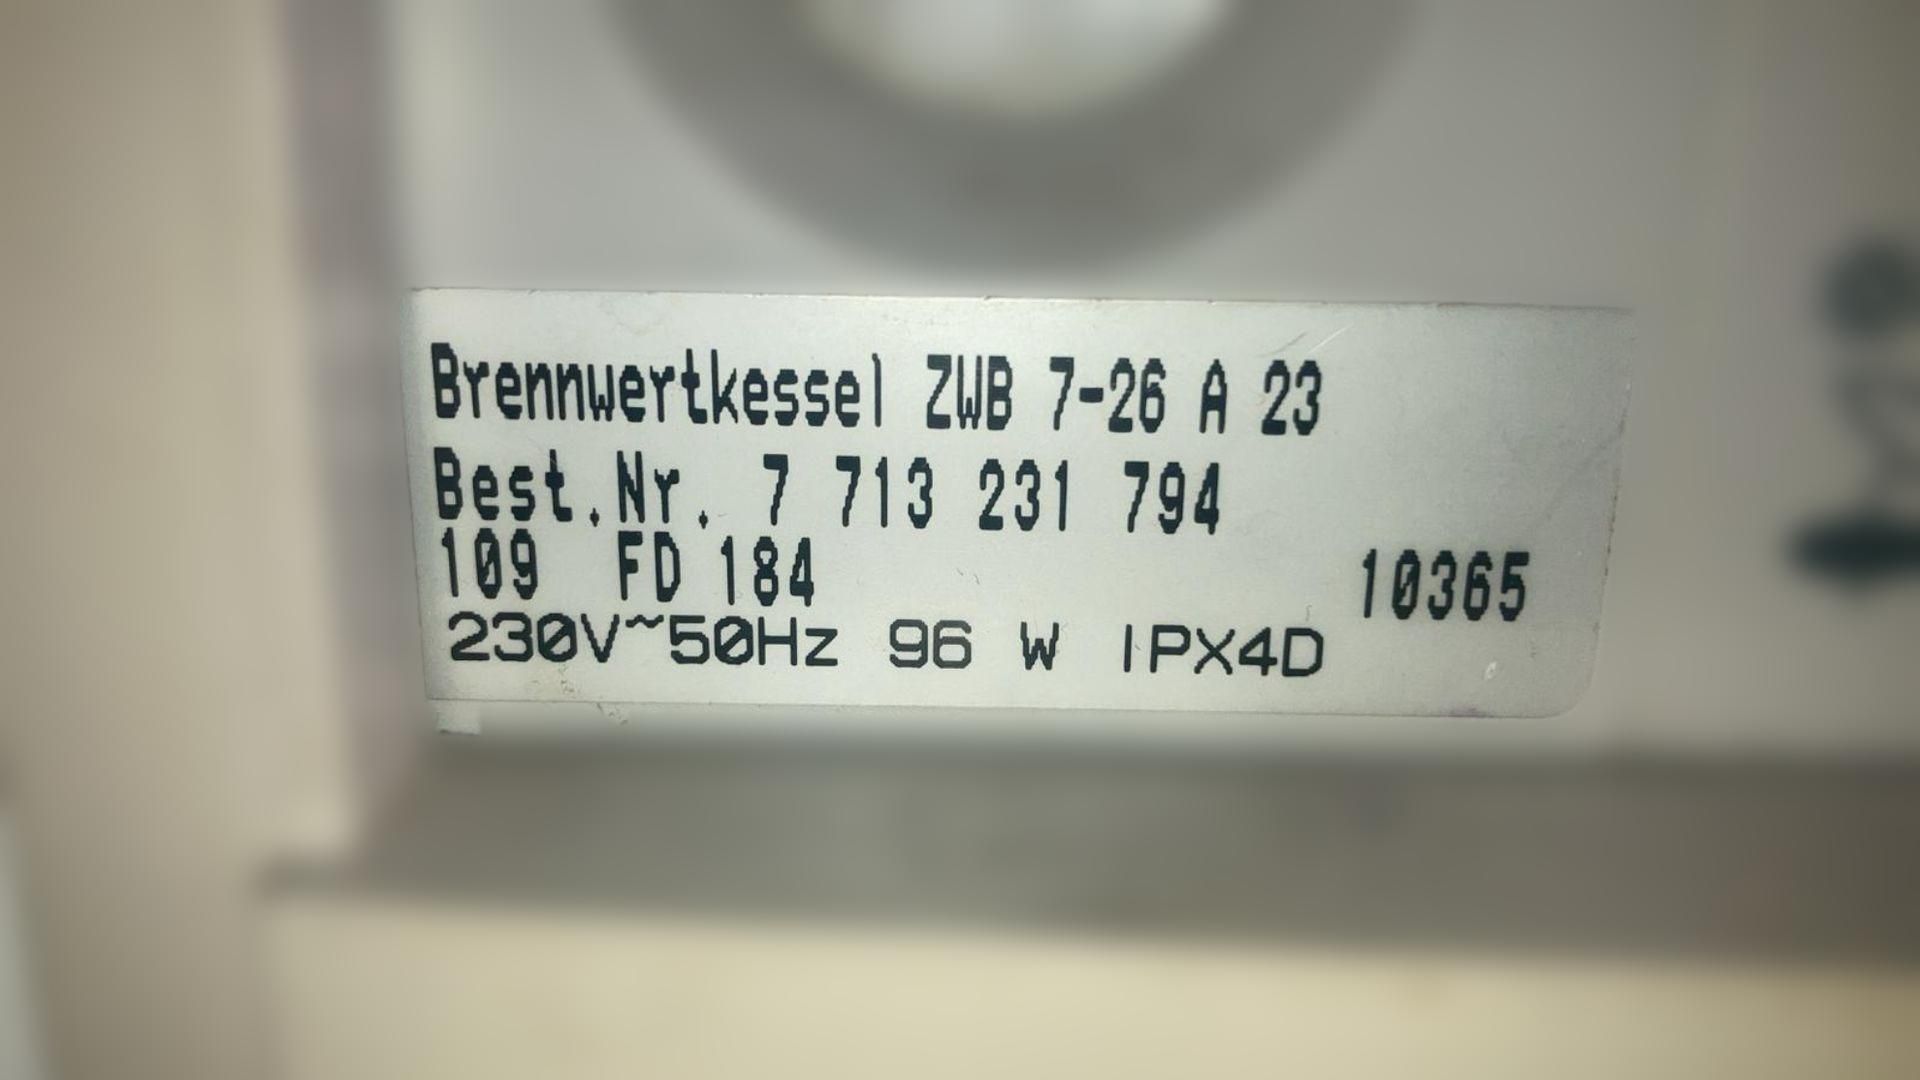 Brennwertkessel ZWB 7-26 A 23
Best.Nr. 7 713 231 794
109 FD 184 10365
230V~50Hz 96 W IPX4D